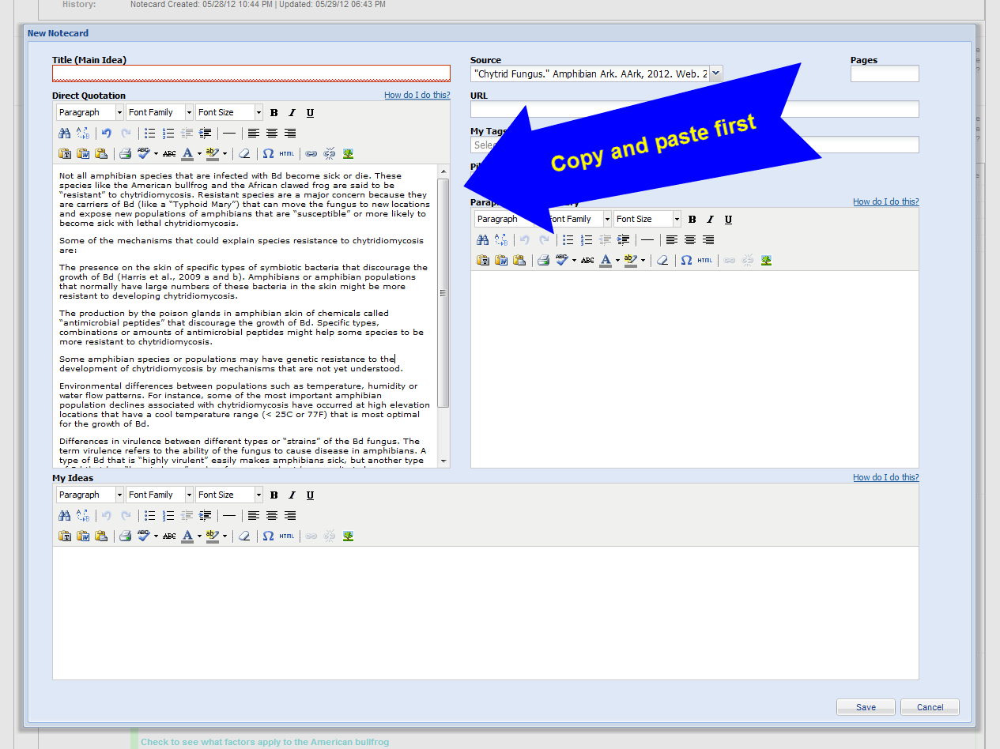 History: Notecard Created: 05/28/12 10:44 PM | Updated: 05/29/12 06:43 PM
New Notecard
Title (Main Idea)
Source
Pages
"Chytrid Fungus." Amphibian Ark. AArk, 2012. Web. 2
Direct Quotation How do I do this?
URL
Paragraph Font Family Font Size B I U
My Tags
ABC A ab ABC Ω HTML
Copy and paste first
Not all amphibian species that are infected with Bd become sick or die. These
species like the American bullfrog and the African clawed frog are said to be
“resistant” to chytridiomycosis. Resistant species are a major concern because they
are carriers of Bd (like a “Typhoid Mary”) that can move the fungus to new locations
and expose new populations of amphibians that are “susceptible” or more likely to
become sick with lethal chytridiomycosis.
Some of the mechanisms that could explain species resistance to chytridiomycosis
are:
The presence on the skin of specific types of symbiotic bacteria that discourage the
growth of Bd (Harris et al., 2009 a and b). Amphibians or amphibian populations
that normally have large numbers of these bacteria in the skin might be more
resistant to developing chytridiomycosis.
The production by the poison glands in amphibian skin of chemicals called
“antimicrobial peptides” that discourage the growth of Bd. Specific types,
combinations or amounts of antimicrobial peptides might help some species to be
more resistant to chytridiomycosis.
Some amphibian species or populations may have genetic resistance to the
development of chytridiomycosis by mechanisms that are not yet understood.
Environmental differences between populations such as temperature, humidity or
water flow patterns. For instance, some of the most important amphibian
population declines associated with chytridiomycosis have occurred at high elevation
locations that have a cool temperature range (< 25C or 77F) that is most optimal
for the growth of Bd.
Differences in virulence between different types or “strains” of the Bd fungus. The
term virulence refers to the ability of the fungus to cause disease in amphibians. A
type of Bd that is “highly virulent” easily makes amphibians sick, but another type
How do I do this?
Paragraph Font Family Font Size B I U
ABC A ab ABC Ω HTML
My Ideas How do I do this?
Paragraph Font Family Font Size B I U
ABC A ab ABC Ω HTML
Save Cancel
Check to see what factors apply to the American bullfrog